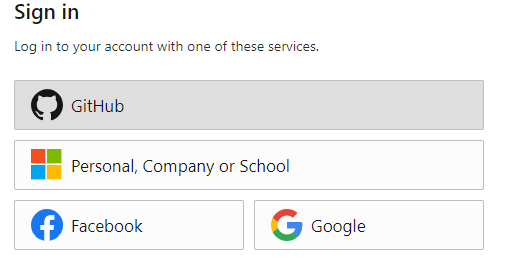 Sign in
Log in to your account with one of these services.
GitHub
Personal, Company or School
Facebook
Google